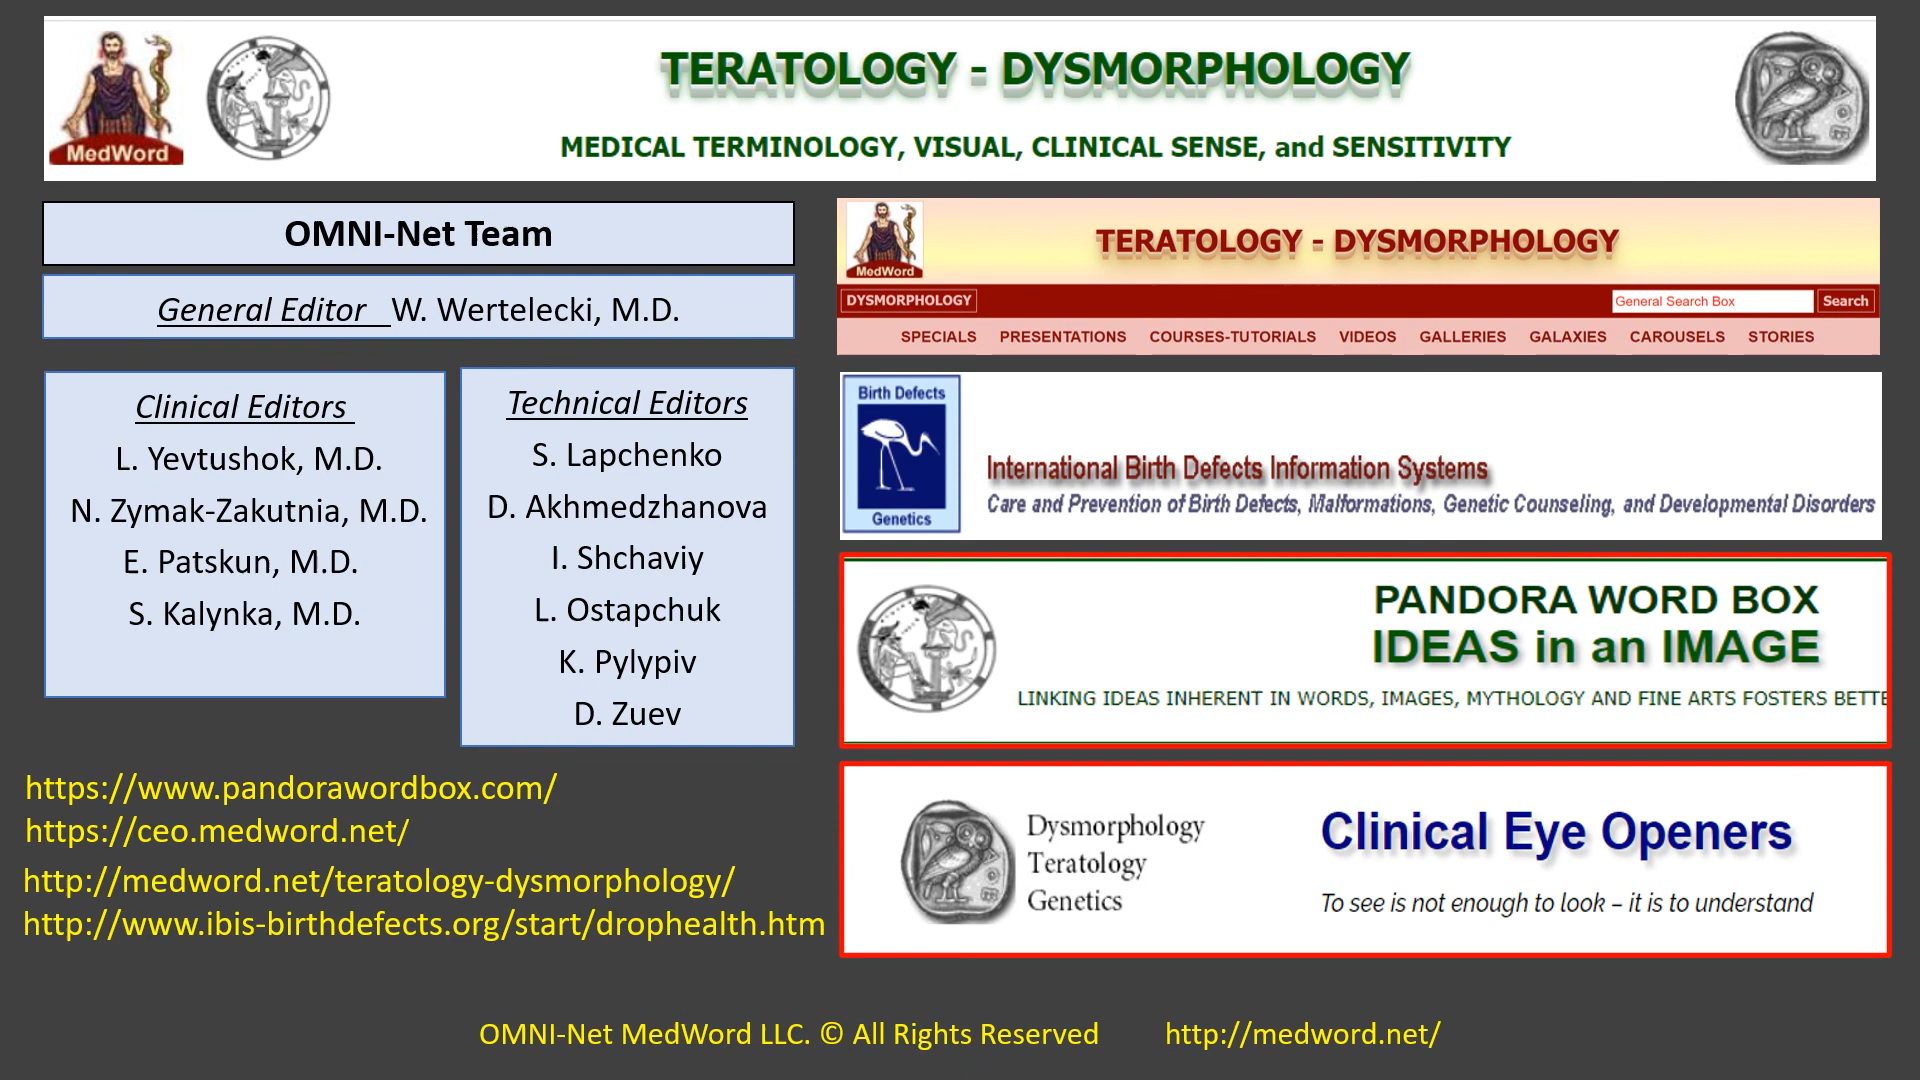 MedWord
TERATOLOGY - DYSMORPHOLOGY
MEDICAL TERMINOLOGY, VISUAL, CLINICAL SENSE, and SENSITIVITY
OMNI-Net Team
General Editor W. Wertelecki, M.D.
Clinical Editors
L. Yevtushok, M.D.
N. Zymak-Zakutnia, M.D.
E. Patskun, M.D.
S. Kalynka, M.D.
Technical Editors
S. Lapchenko
D. Akhmedzhanova
I. Shchaviy
L. Ostapchuk
K. Pylypiv
D. Zuev
https://www.pandorawordbox.com/
https://ceo.medword.net/
http://medword.net/teratology-dysmorphology/
http://www.ibis-birthdefects.org/start/drophealth.htm
MedWord
TERATOLOGY - DYSMORPHOLOGY
DYSMORPHOLOGY
General Search Box
Search
SPECIALS PRESENTATIONS COURSES-TUTORIALS VIDEOS GALLERIES GALAXIES CAROUSELS STORIES
Birth Defects
Genetics
International Birth Defects Information Systems
Care and Prevention of Birth Defects, Malformations, Genetic Counseling, and Developmental Disorders
PANDORA WORD BOX
IDEAS in an IMAGE
LINKING IDEAS INHERENT IN WORDS, IMAGES, MYTHOLOGY AND FINE ARTS FOSTERS BETTE
Dysmorphology
Teratology
Genetics
Clinical Eye Openers
To see is not enough to look – it is to understand
OMNI-Net MedWord LLC. © All Rights Reserved http://medword.net/